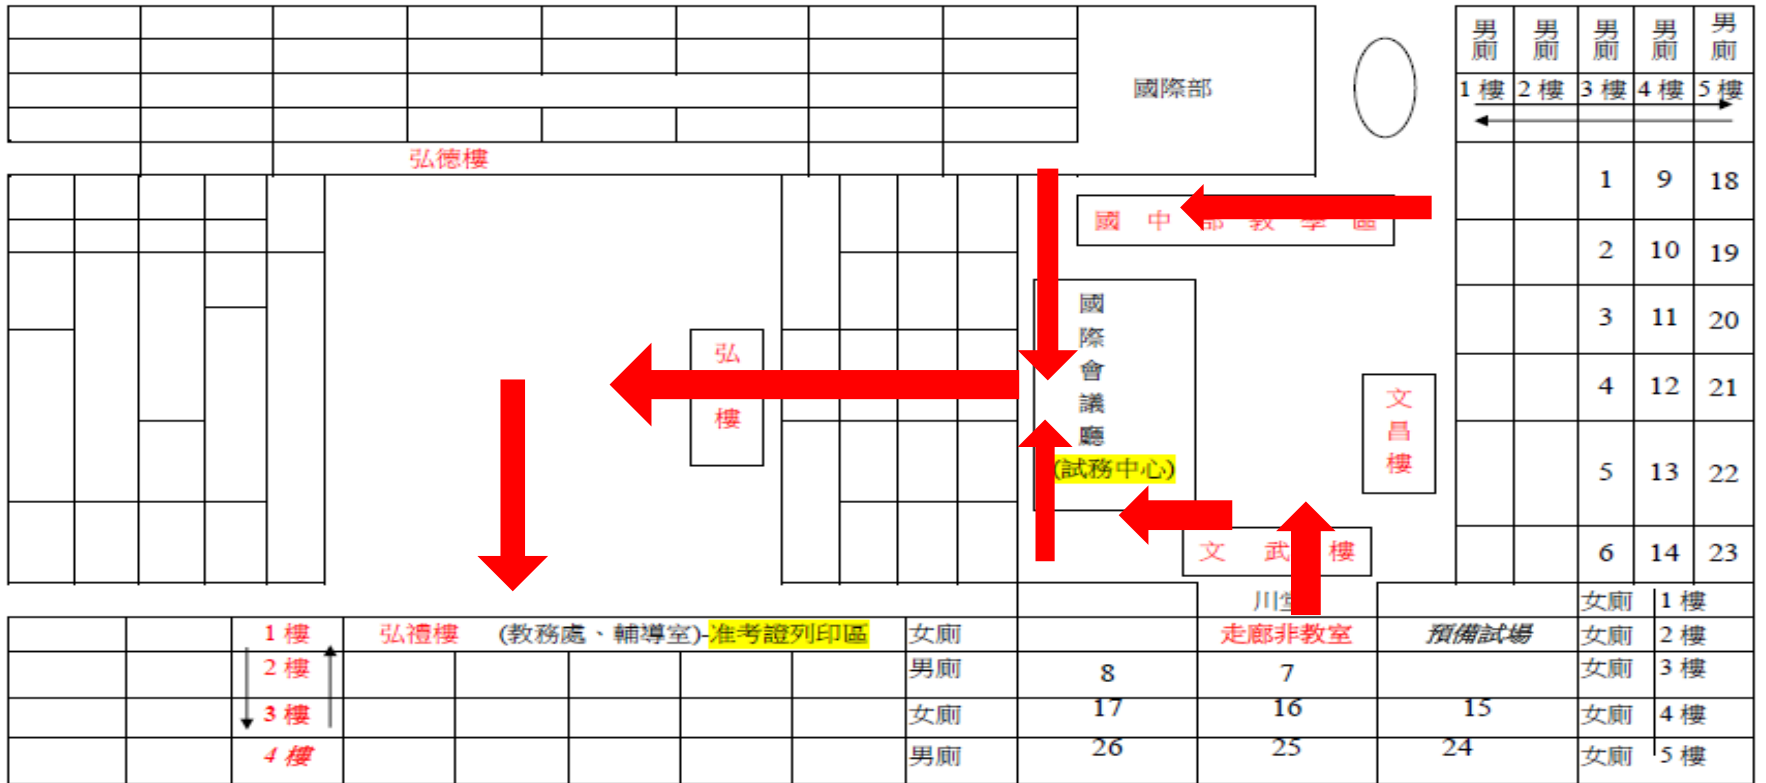 國際部
男廁 男廁 男廁 男廁 男廁
1 樓 2 樓 3 樓 4 樓 5 樓
弘德樓
國 中 部 教 學 區
1 9 18
2 10 19
3 11 20
4 12 21
5 13 22
6 14 23
弘
樓
國際會議廳
(試務中心)
文昌樓
文 武 樓
川堂
女廁 1 樓
1 樓 弘禮樓 (教務處、輔導室)-准考證列印區 女廁 走廊非教室 預備試場 女廁 2 樓
2 樓 男廁 8 7 女廁 3 樓
3 樓 女廁 17 16 15 女廁 4 樓
4 樓 男廁 26 25 24 女廁 5 樓